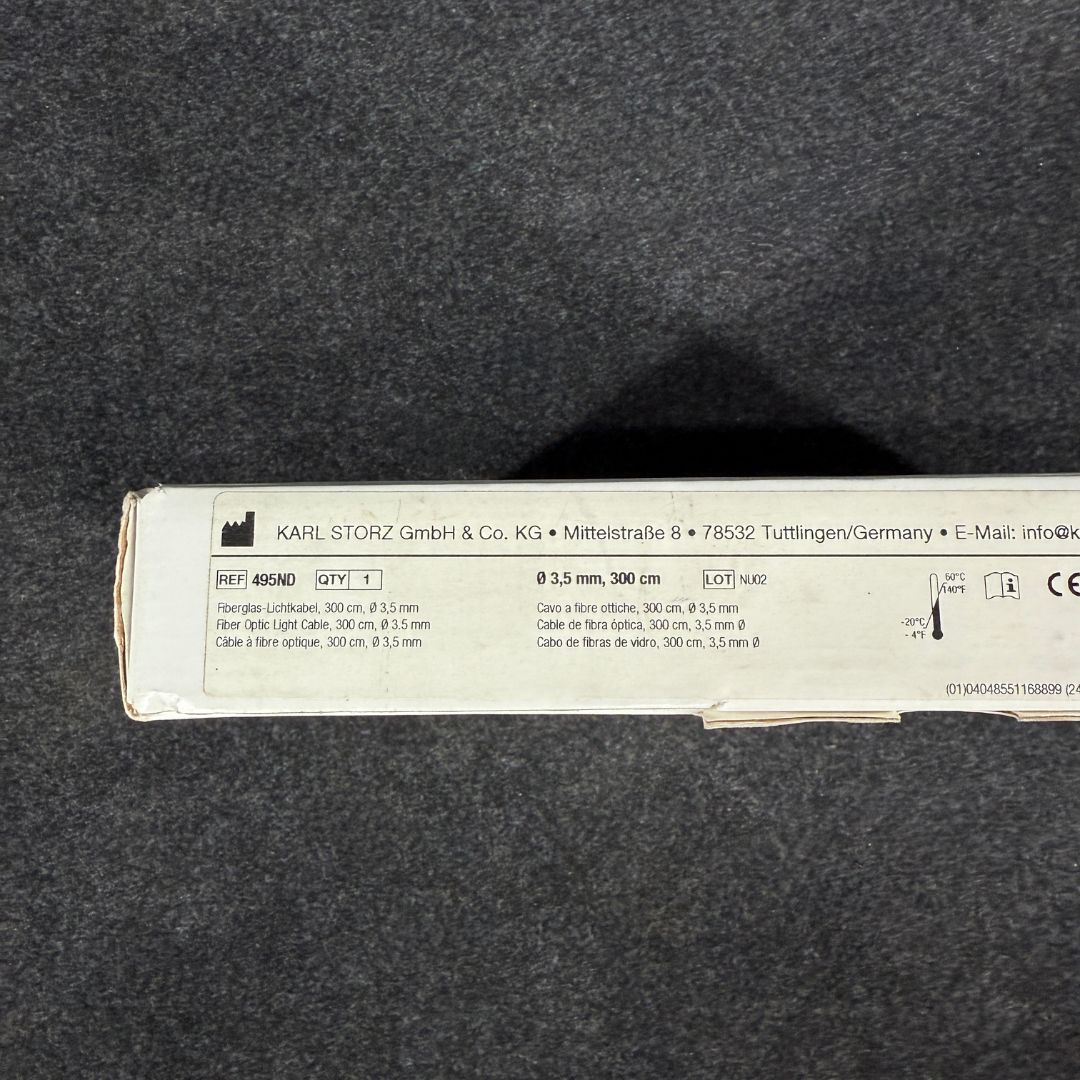 KARL STORZ GmbH & Co. KG • Mittelstraße 8 • 78532 Tuttlingen/Germany • E-Mail: info@k
REF 495ND QTY 1 Ø 3,5 mm, 300 cm LOT NU02
Fiberglas-Lichtkabel, 300 cm, Ø 3,5 mm
Fiber Optic Light Cable, 300 cm, Ø 3.5 mm
Câble à fibre optique, 300 cm, Ø 3,5 mm
Cavo a fibre ottiche, 300 cm, Ø 3,5 mm
Cable de fibra óptica, 300 cm, 3,5 mm Ø
Cabo de fibras de vidro, 300 cm, 3,5 mm Ø
60°C
140°F
-20°C
- 4°F
i
CE
(01)04048551168899 (24